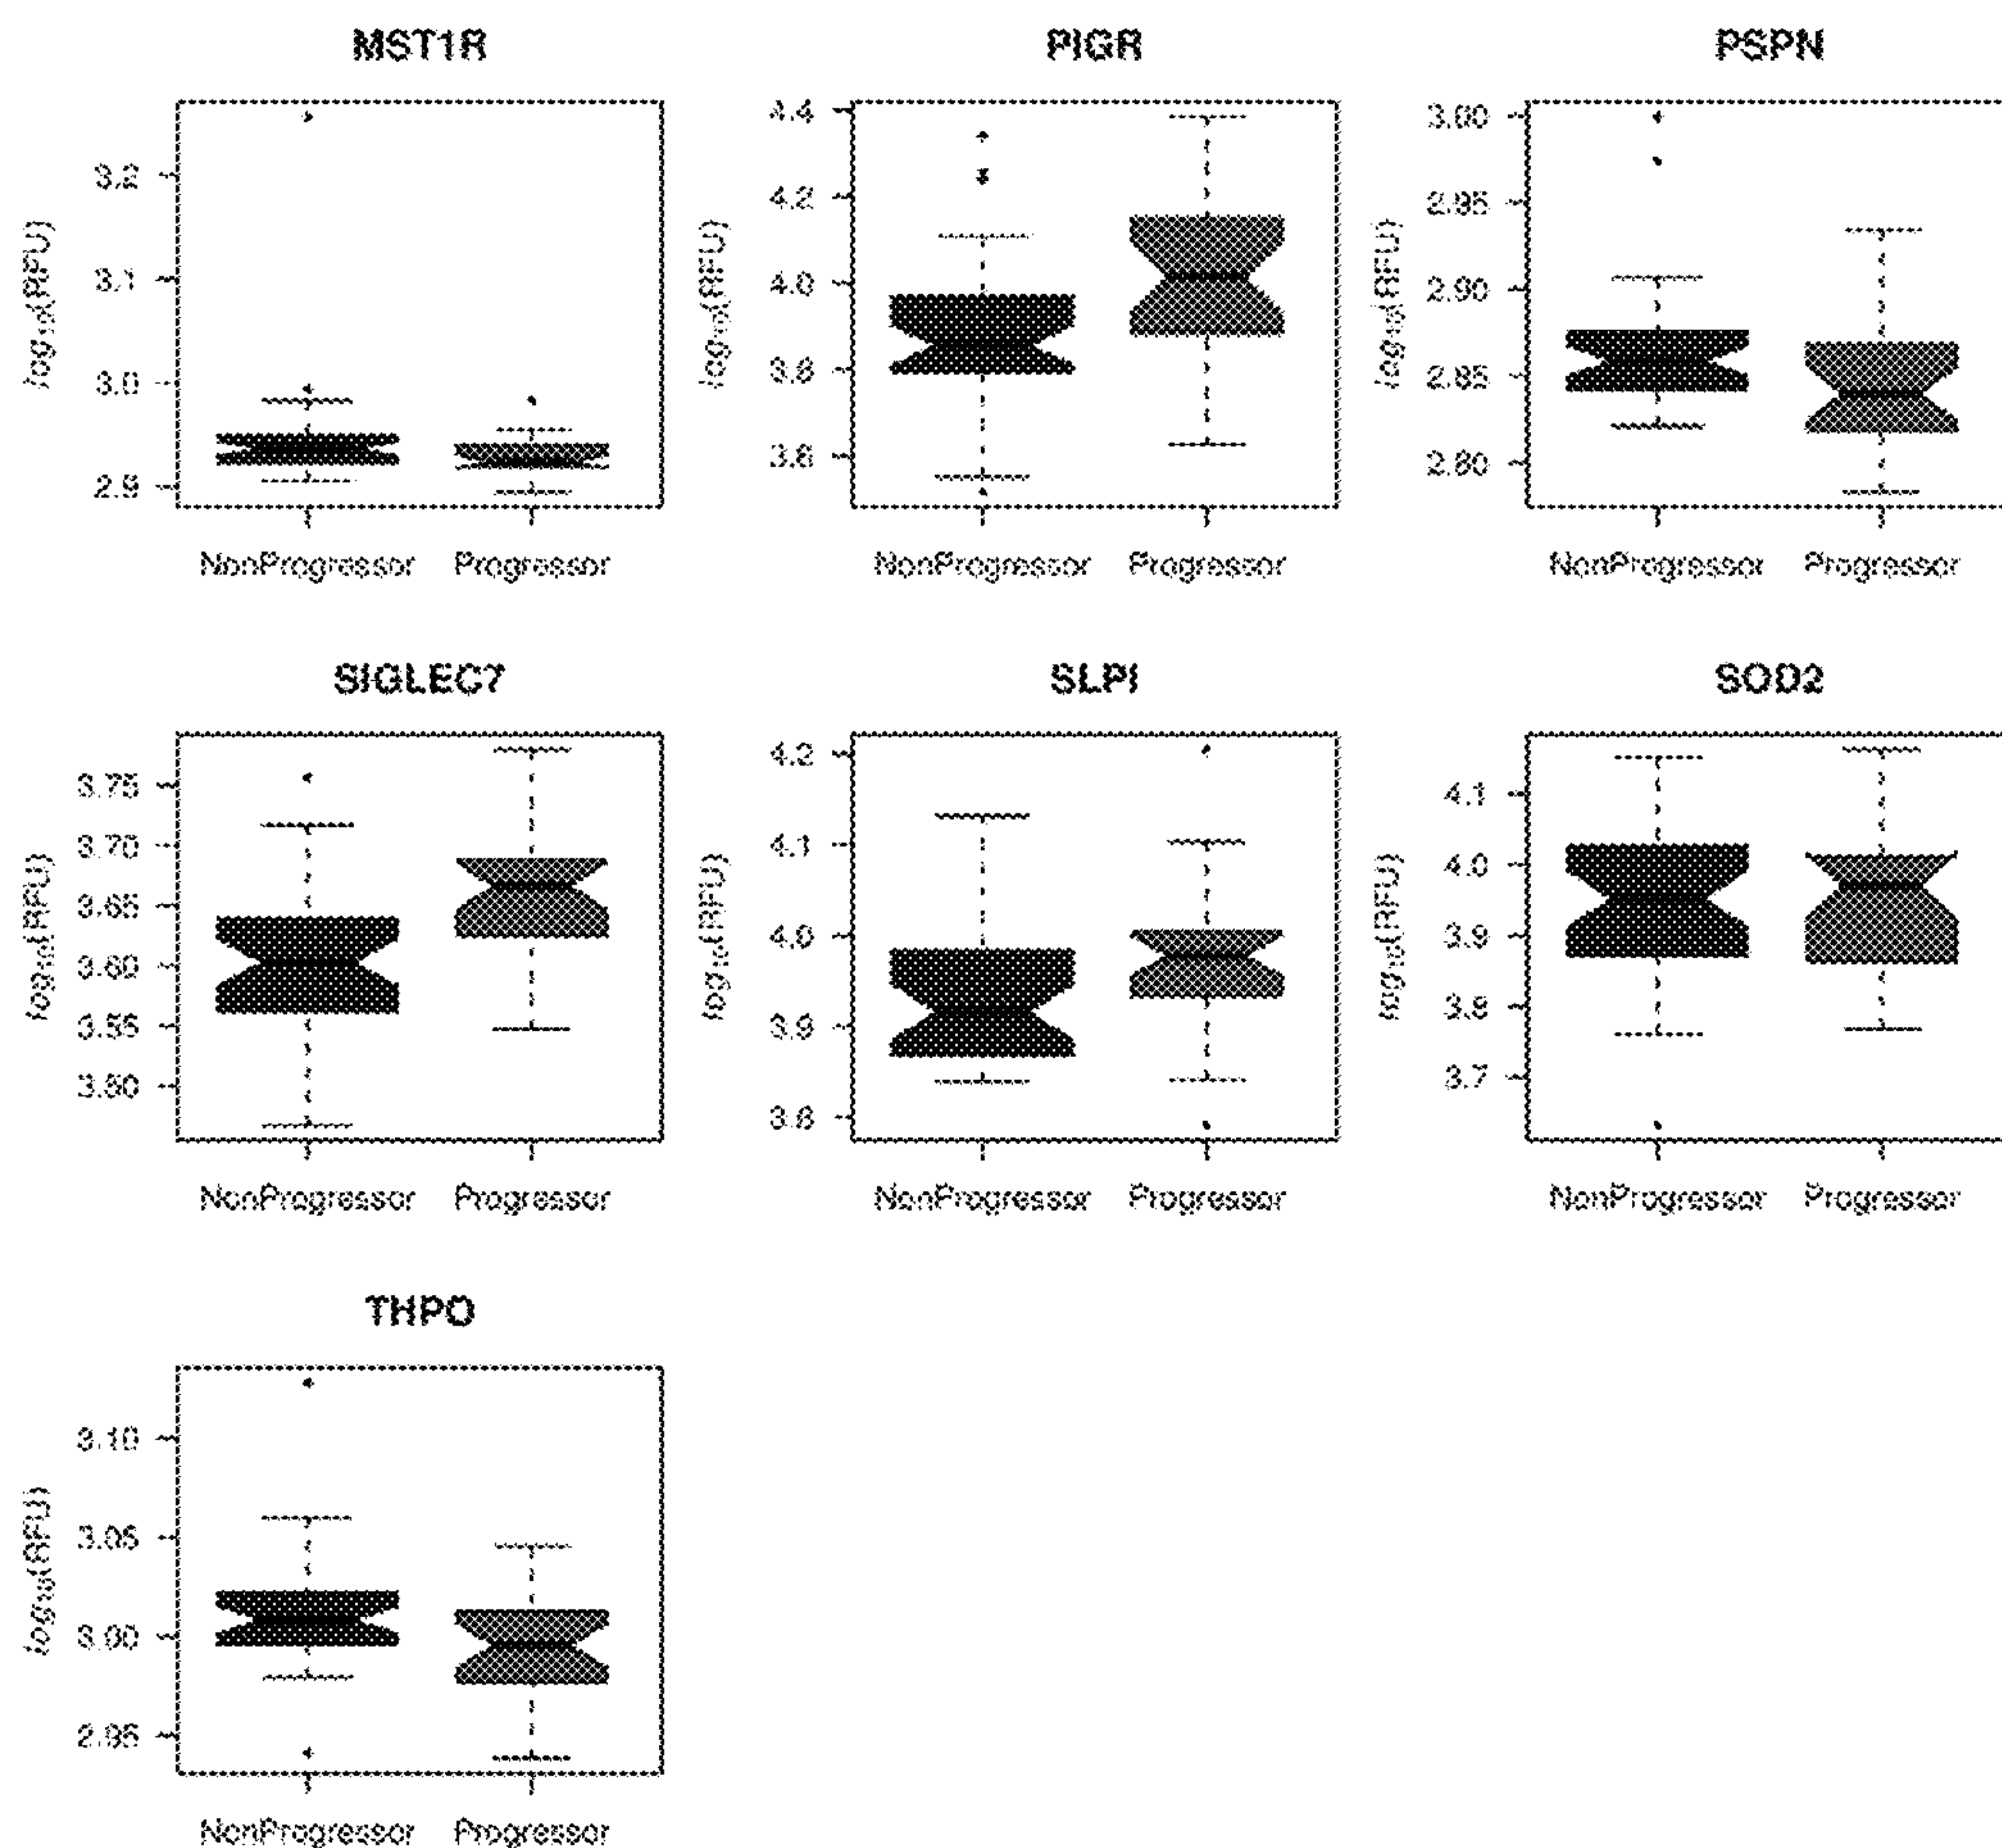 MST1R PIGR PSPN
log₁₀(RFU) 3.2 3.1 3.0 2.9
log₁₀(RFU) 4.4 4.2 4.0 3.8 3.6
log₁₀(RFU) 3.00 2.95 2.90 2.85 2.80
NonProgressor Progressor NonProgressor Progressor NonProgressor Progressor
SIGLEC7 SLPI SOD2
log₁₀(RFU) 3.75 3.70 3.65 3.60 3.55 3.50
log₁₀(RFU) 4.2 4.1 4.0 3.9 3.8
log₁₀(RFU) 4.1 4.0 3.9 3.8 3.7
NonProgressor Progressor NonProgressor Progressor NonProgressor Progressor
THPO
log₁₀(RFU) 3.10 3.05 3.00 2.95
NonProgressor Progressor